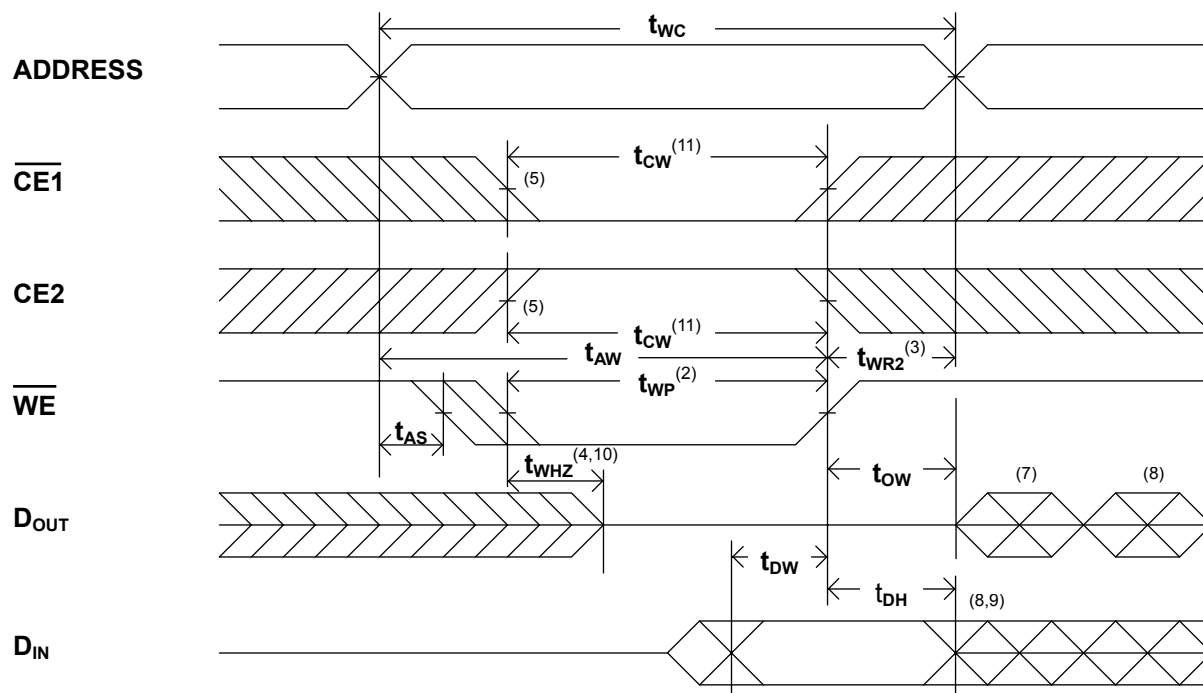 tWC
ADDRESS
tCW(11)
CE1
(5)
CE2
(5)
tCW(11)
tAW
tWR2(3)
WE
tWP(2)
tAS
tWHZ(4,10)
tOW
(7)
(8)
DOUT
tDW
tDH
(8,9)
DIN